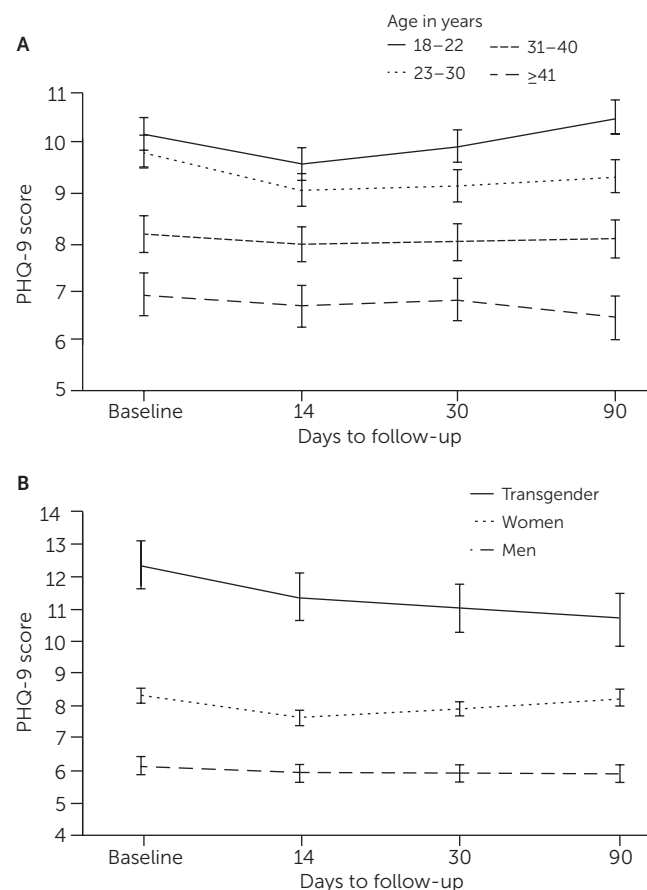 A
Age in years
18–22
31–40
23–30
≥41
11
10
9
8
7
6
5
PHQ-9 score
Baseline
14
30
90
Days to follow-up
B
Transgender
Women
Men
14
13
12
11
10
9
8
7
6
5
4
PHQ-9 score
Baseline
14
30
90
Days to follow-up